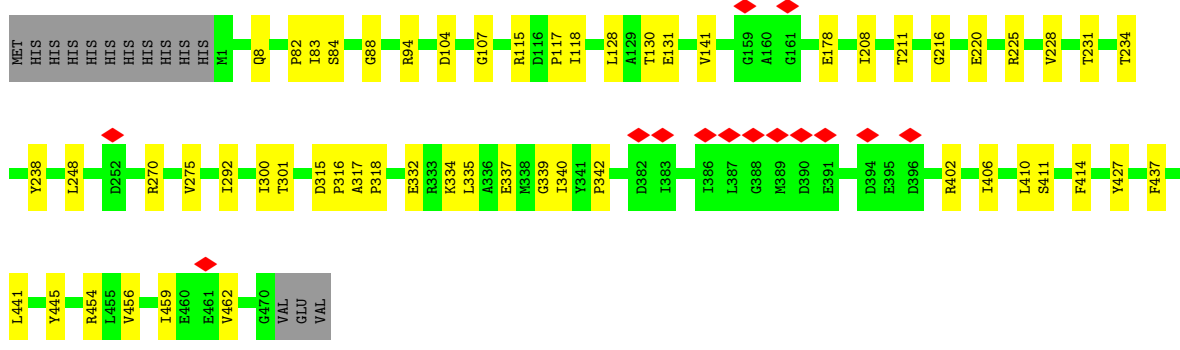 MET HIS HIS HIS HIS HIS HIS HIS HIS HIS M1 Q8 P82 I83 S84 G88 R94 D104 G107 R115 D116 P117 I118 L128 A129 T130 E131 V141 G159 A160 G161 E178 I208 T211 G216 E220 R225 V228 T231 T234
Y238 L248 D252 R270 V275 I292 I300 T301 D315 P316 A317 P318 E332 R333 K334 L335 A336 E337 M338 G339 I340 Y341 P342 D382 I383 I386 L387 G388 M389 D390 E391 D394 E395 D396 R402 I406 L410 S411 F414 Y427 F437
L441 Y445 R454 L455 V456 I459 E460 E461 V462 G470 VAL GLU VAL